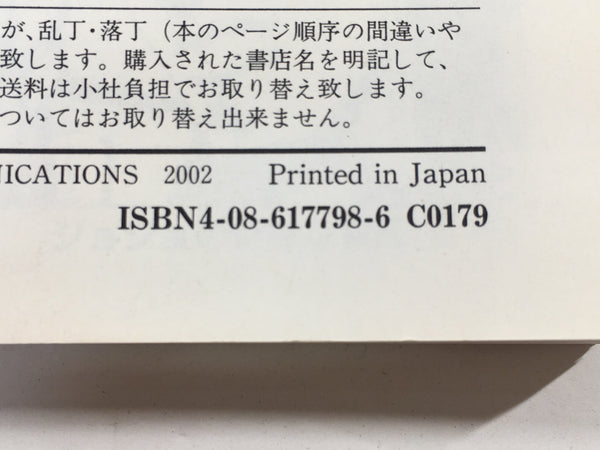 が、乱丁・落丁（本のページ順序の間違いや
致します。購入された書店名を明記して、
送料は小社負担でお取り替え致します。
ついてはお取り替え出来ません。
NICATIONS 2002 Printed in Japan
ISBN4-08-617798-6 C0179